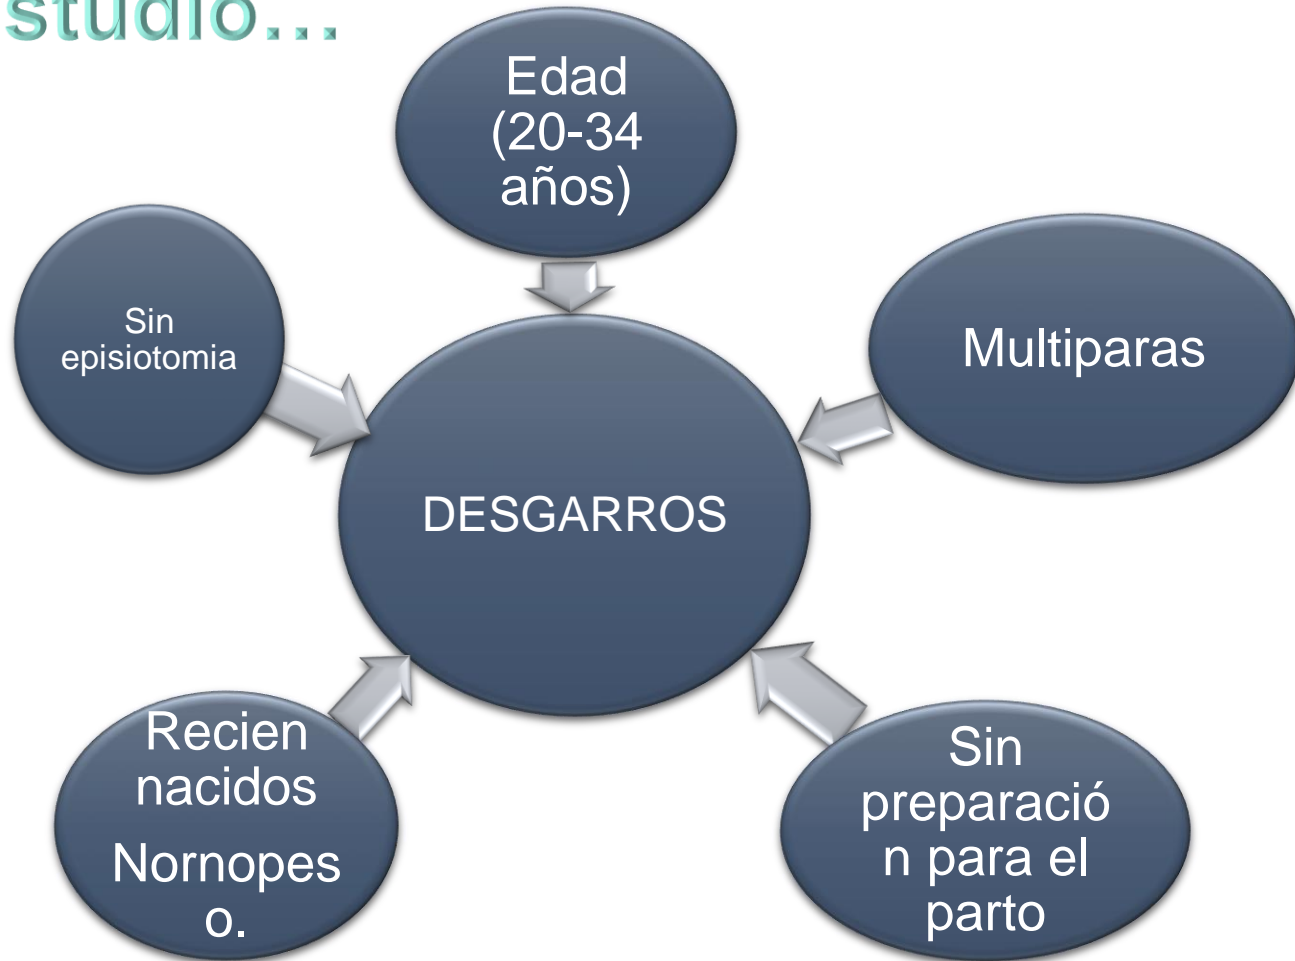 studio...
Edad
(20-34
años)
Sin
episiotomia
Multiparas
DESGARROS
Recien
nacidos
Nornopes
o.
Sin
preparació
n para el
parto